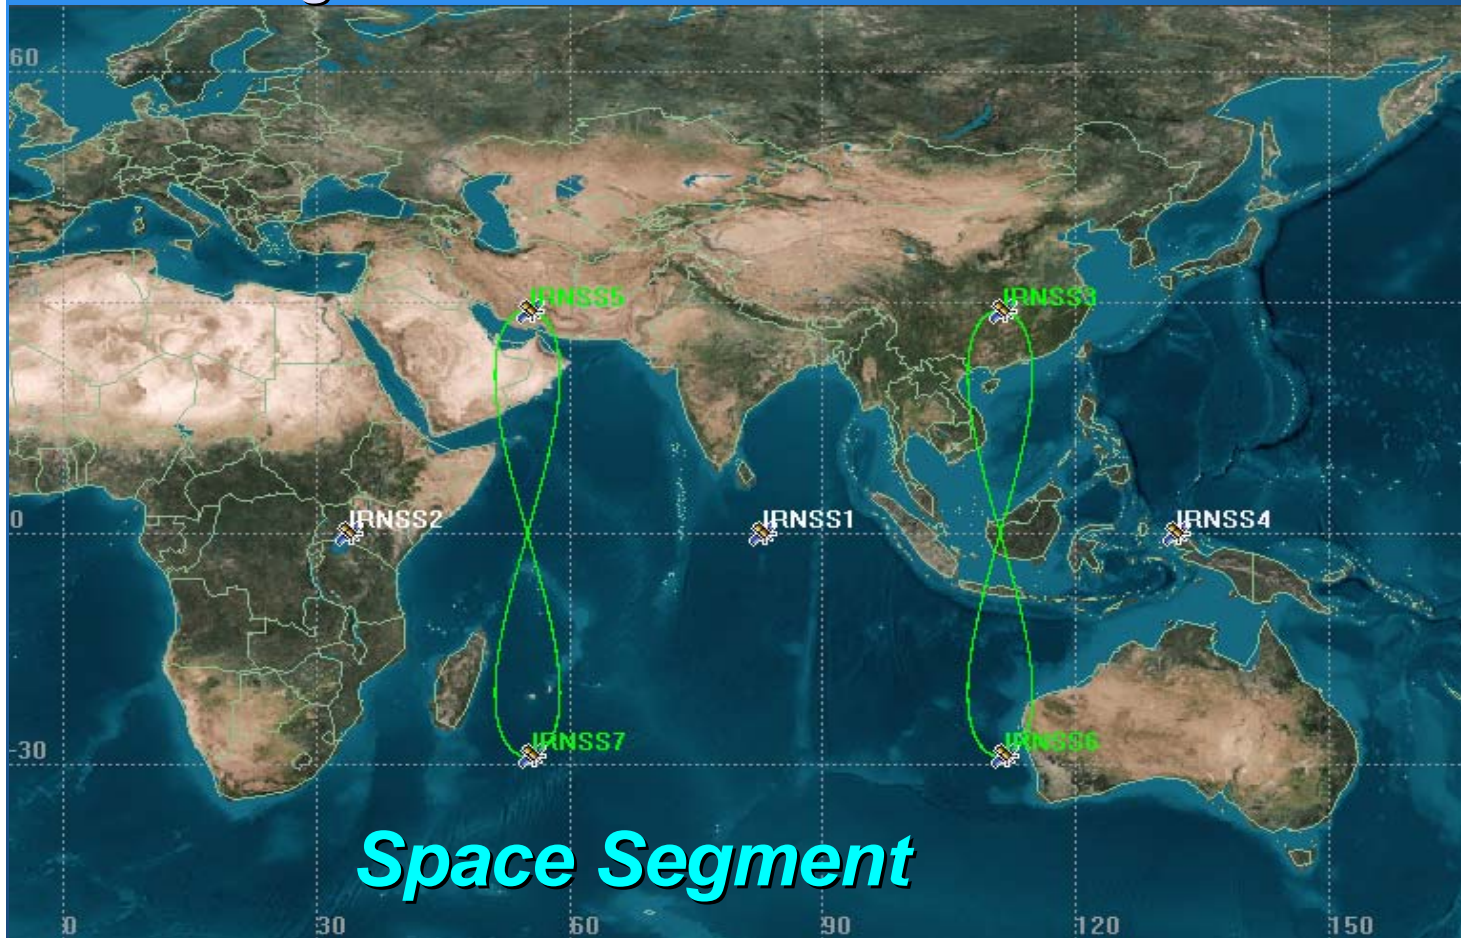 60
IRNSS5 IRNSS3
0 IRNSS2 IRNSS1 IRNSS4
-30 IRNSS7 IRNSS6
Space Segment
0 30 60 90 120 150